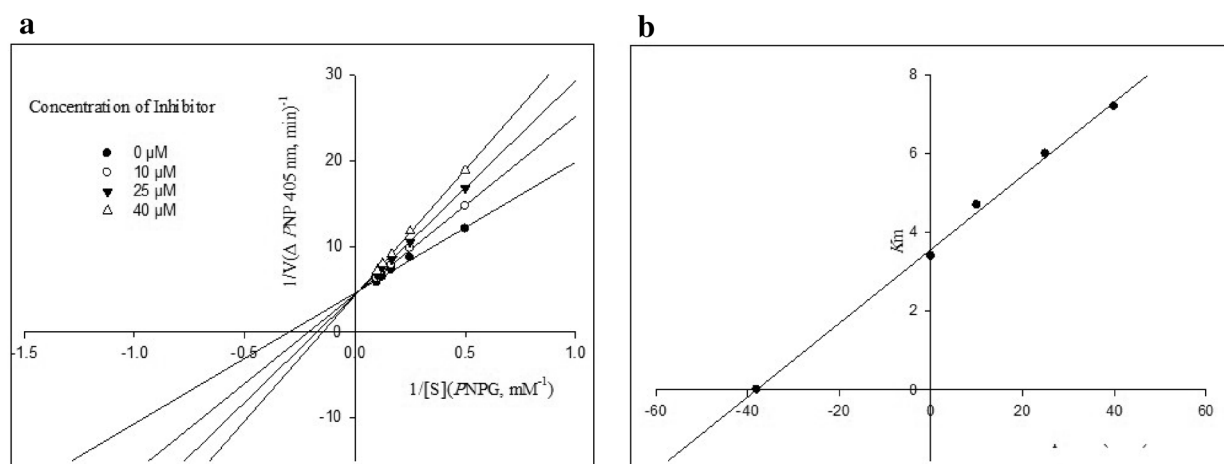 a
Concentration of Inhibitor
0 µM
10 µM
25 µM
40 µM
1/V(Δ PNP 405 nm, min)-1
30
20
10
0
-10
-1.5
-1.0
-0.5
0.0
0.5
1.0
1/[S](PNPG, mM-1)
b
Km
8
6
4
2
0
-60
-40
-20
0
20
40
60